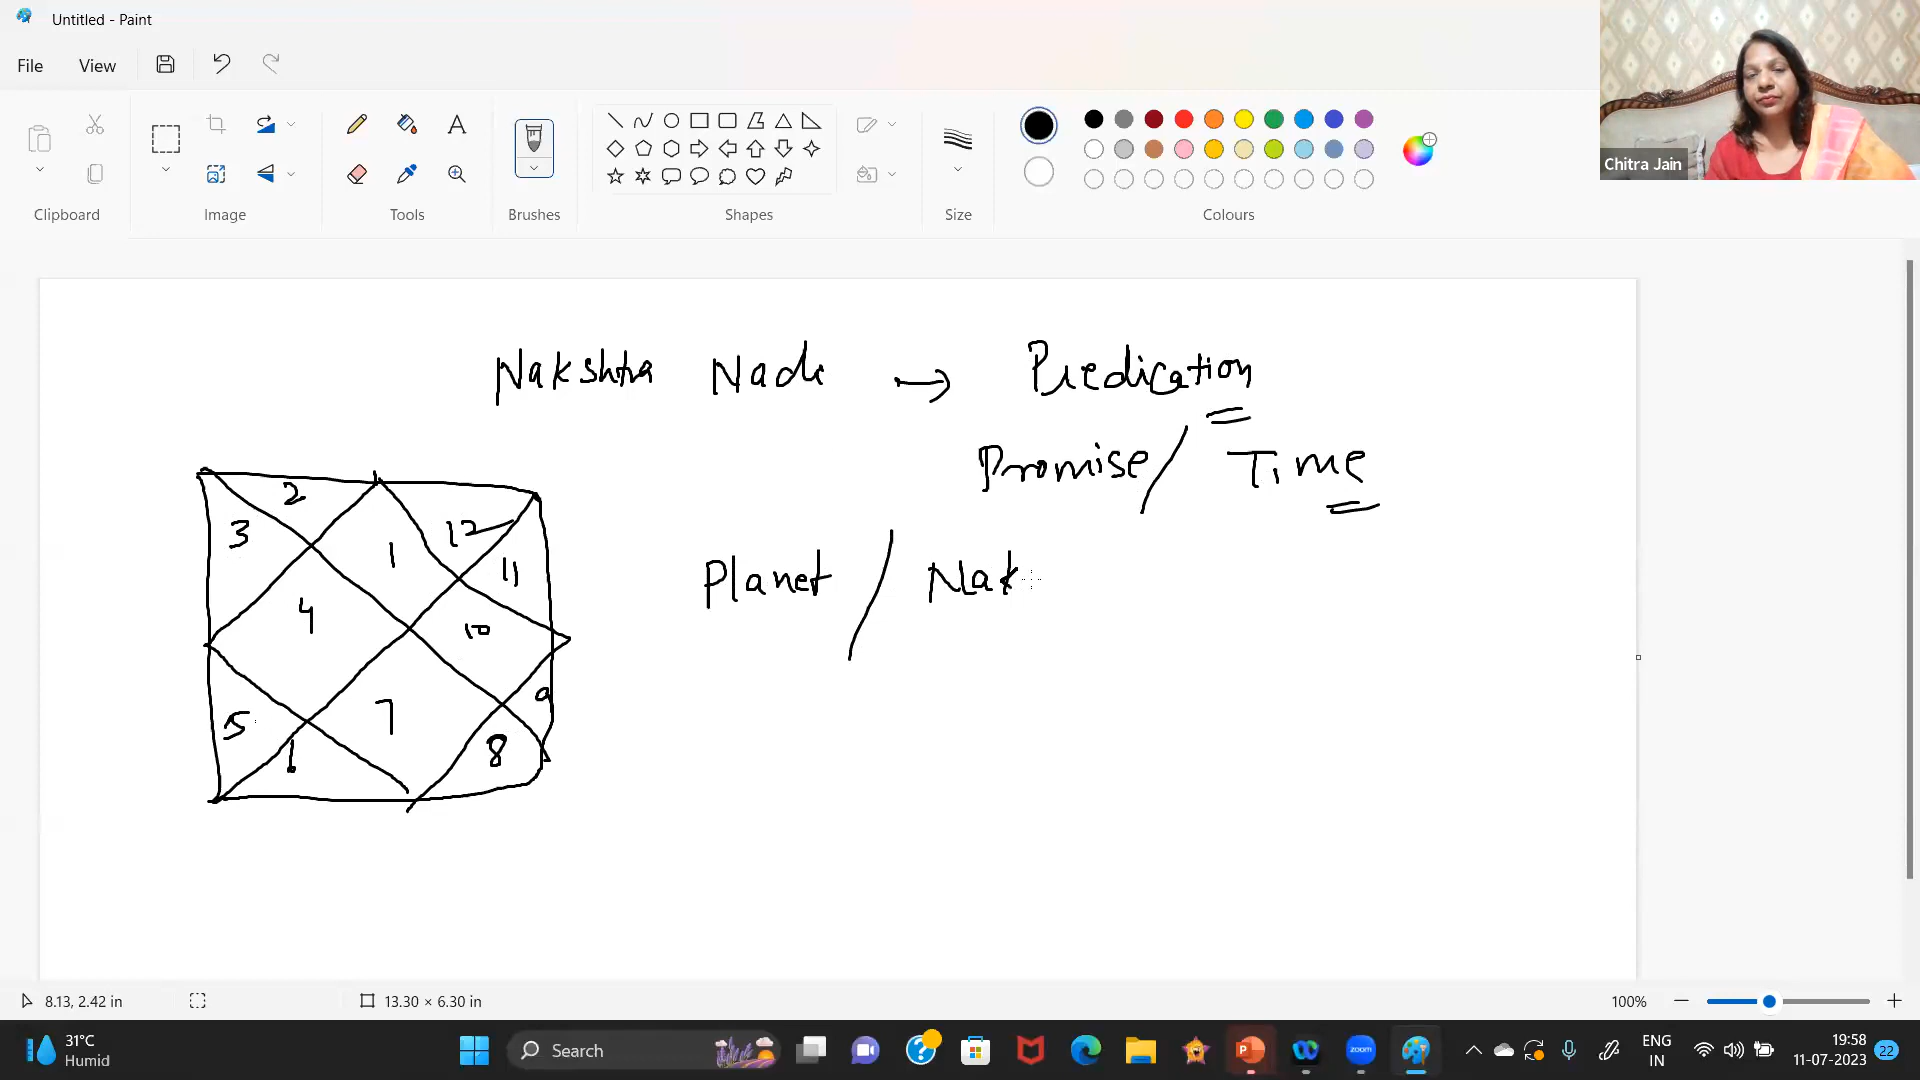 Untitled - Paint
File View
Clipboard Image Tools Brushes Shapes Size Colours
Chitra Jain
Nakshtra Nadi → Predication
Promise / Time
Planet / Nak
2
3 1 12
11
4 10
5 7 9
6 8
8.13, 2.42 in 13.30 × 6.30 in 100%
31°C
Humid
Search
zoom
ENG
IN
19:58
11-07-2023
22